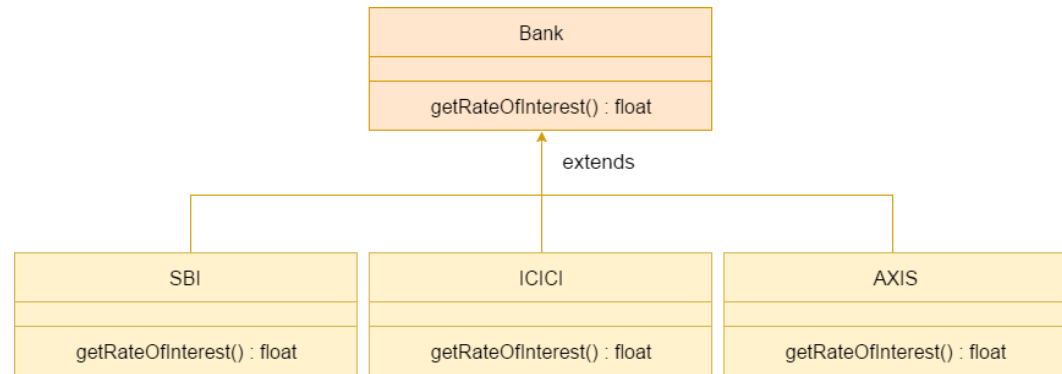 Bank
getRateOfInterest() : float
extends
SBI
ICICI
AXIS
getRateOfInterest() : float
getRateOfInterest() : float
getRateOfInterest() : float